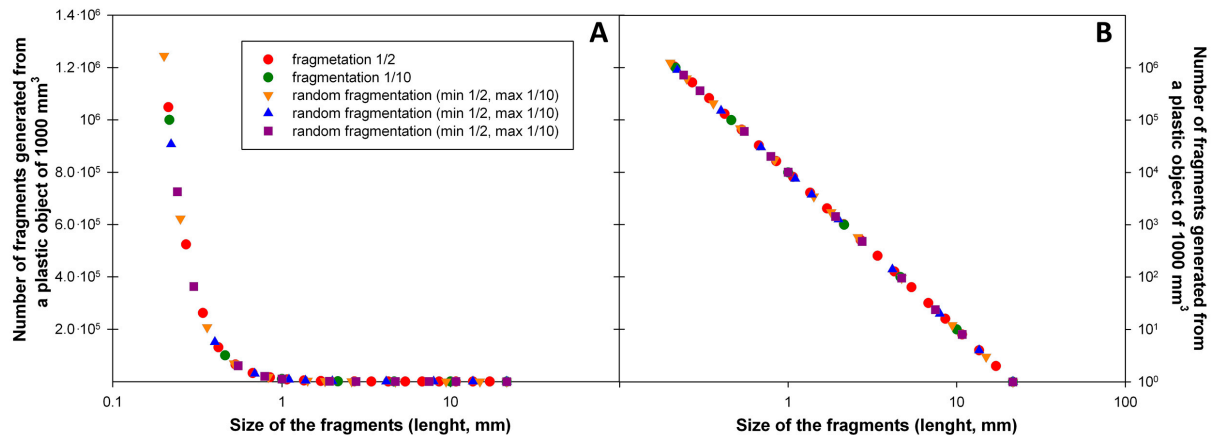 Number of fragments generated from
a plastic object of 1000 mm³
1.4·10⁶
1.2·10⁶
10⁶
8.0·10⁵
6.0·10⁵
4.0·10⁵
2.0·10⁵
0.1
1
10
Size of the fragments (lenght, mm)
A
fragmetation 1/2
fragmentation 1/10
random fragmentation (min 1/2, max 1/10)
random fragmentation (min 1/2, max 1/10)
random fragmentation (min 1/2, max 1/10)
B
10⁶
10⁵
10⁴
10³
10²
10¹
10⁰
1
10
100
Size of the fragments (lenght, mm)
Number of fragments generated from
a plastic object of 1000 mm³